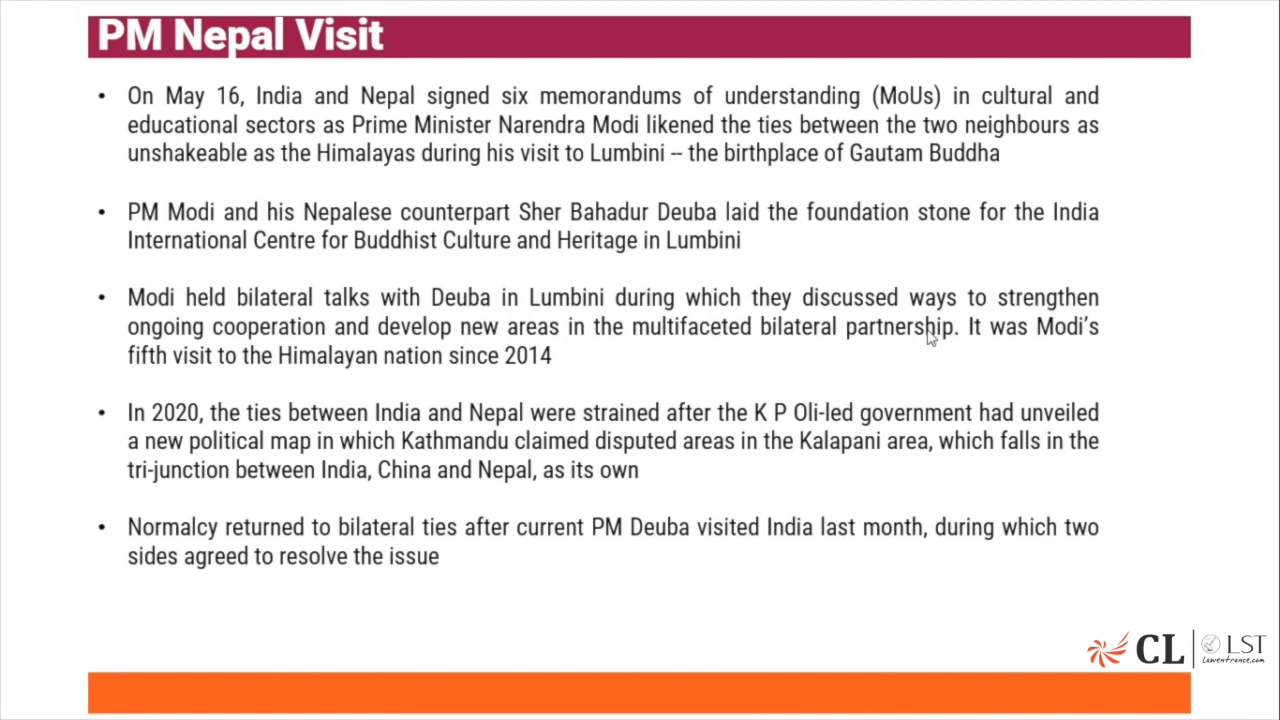 PM Nepal Visit
• On May 16, India and Nepal signed six memorandums of understanding (MoUs) in cultural and
educational sectors as Prime Minister Narendra Modi likened the ties between the two neighbours as
unshakeable as the Himalayas during his visit to Lumbini -- the birthplace of Gautam Buddha
• PM Modi and his Nepalese counterpart Sher Bahadur Deuba laid the foundation stone for the India
International Centre for Buddhist Culture and Heritage in Lumbini
• Modi held bilateral talks with Deuba in Lumbini during which they discussed ways to strengthen
ongoing cooperation and develop new areas in the multifaceted bilateral partnership. It was Modi's
fifth visit to the Himalayan nation since 2014
• In 2020, the ties between India and Nepal were strained after the K P Oli-led government had unveiled
a new political map in which Kathmandu claimed disputed areas in the Kalapani area, which falls in the
tri-junction between India, China and Nepal, as its own
• Normalcy returned to bilateral ties after current PM Deuba visited India last month, during which two
sides agreed to resolve the issue
CL LST
Lawentrance.com